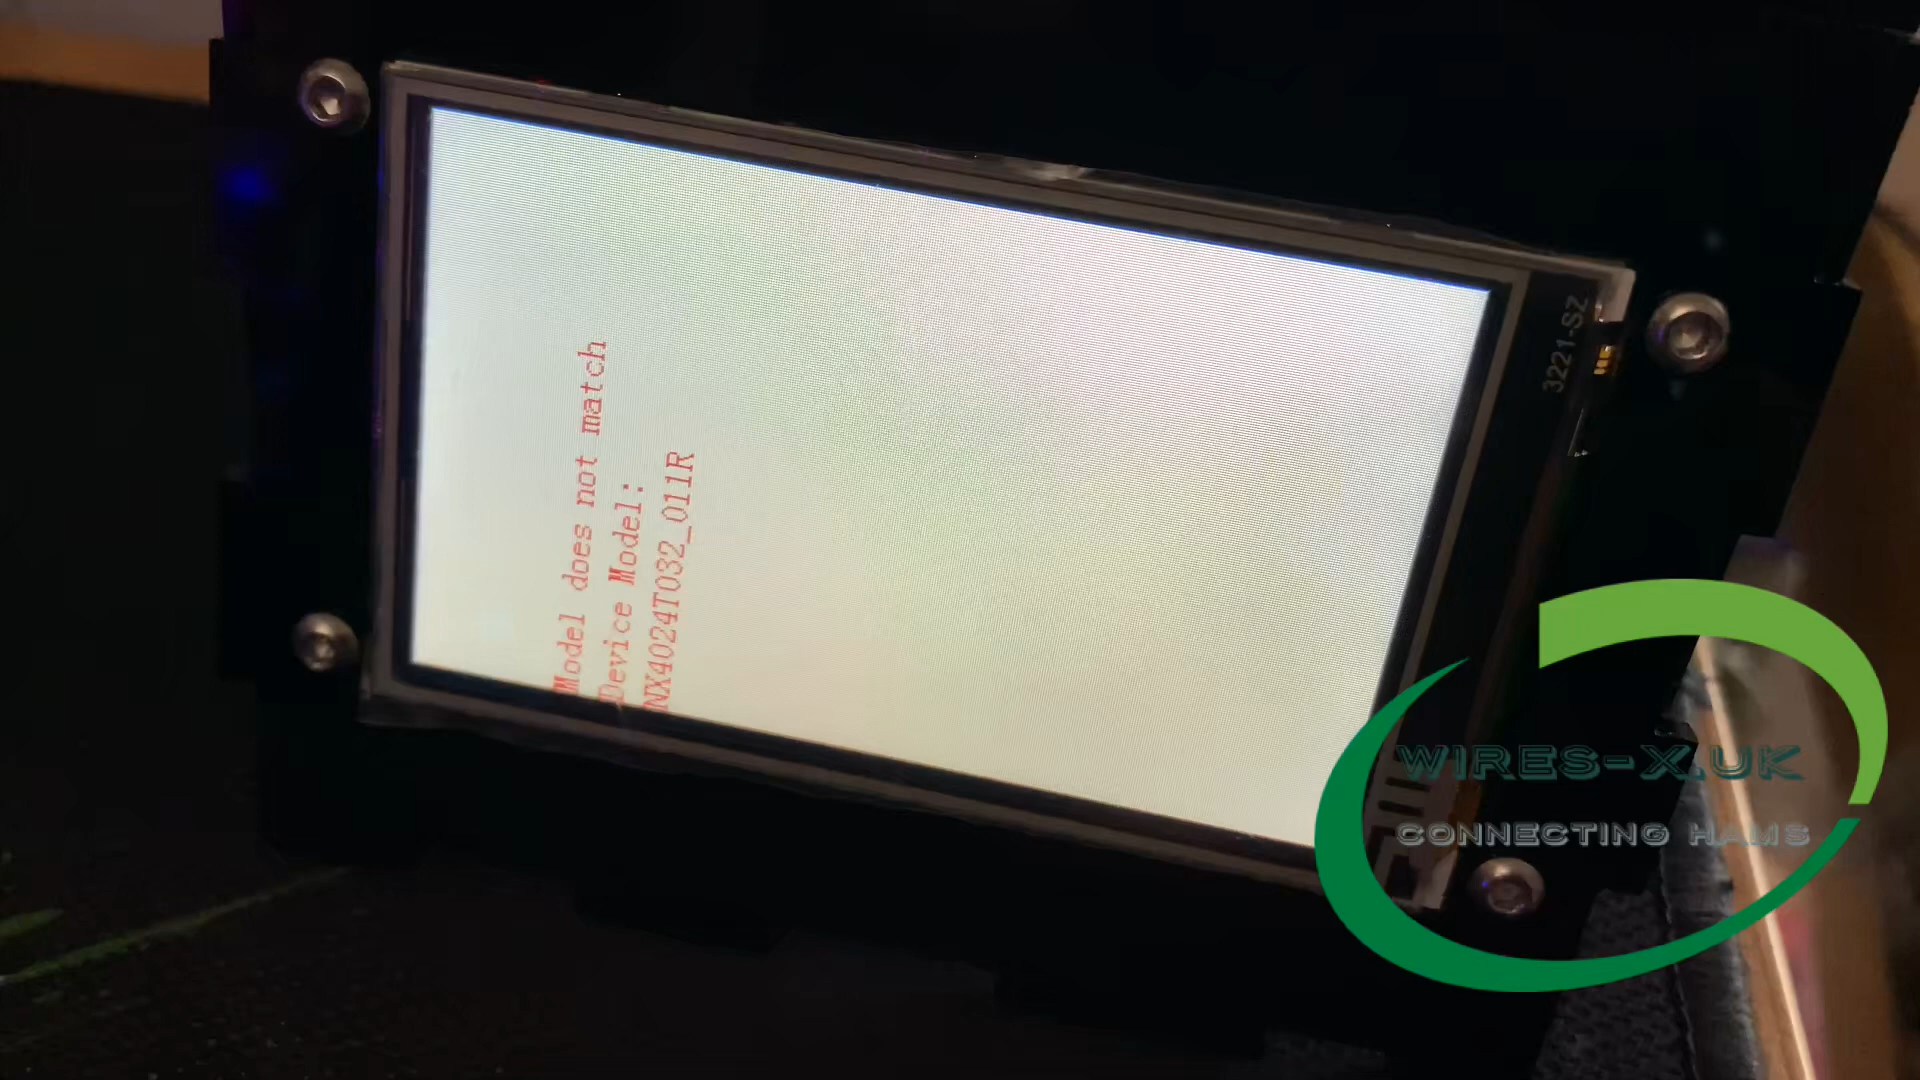 Model does not match
Device Model:
NX4024T032_011R
3221-SZ
WIRES-X.UK
CONNECTING HAMS